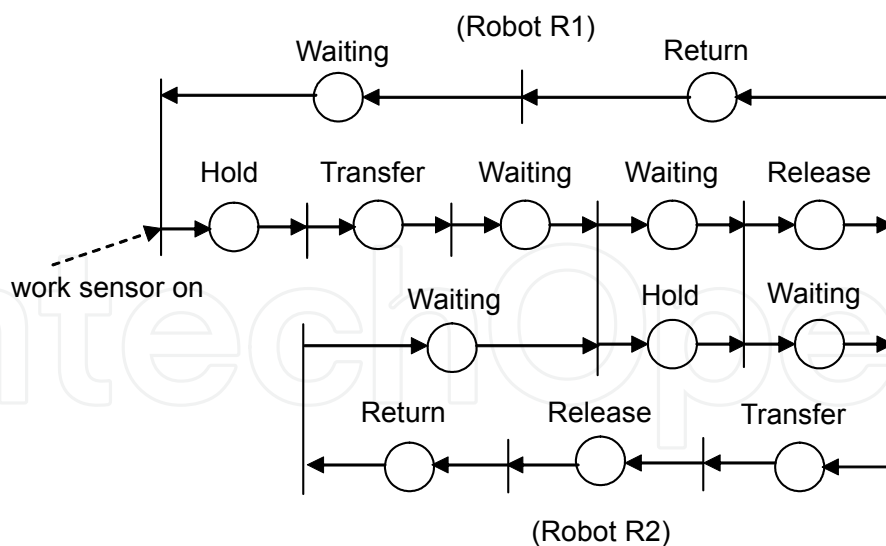 (Robot R1)
Waiting
Return
Hold
Transfer
Waiting
Waiting
Release
work sensor on
Waiting
Hold
Waiting
Return
Release
Transfer
(Robot R2)
ntechOpe